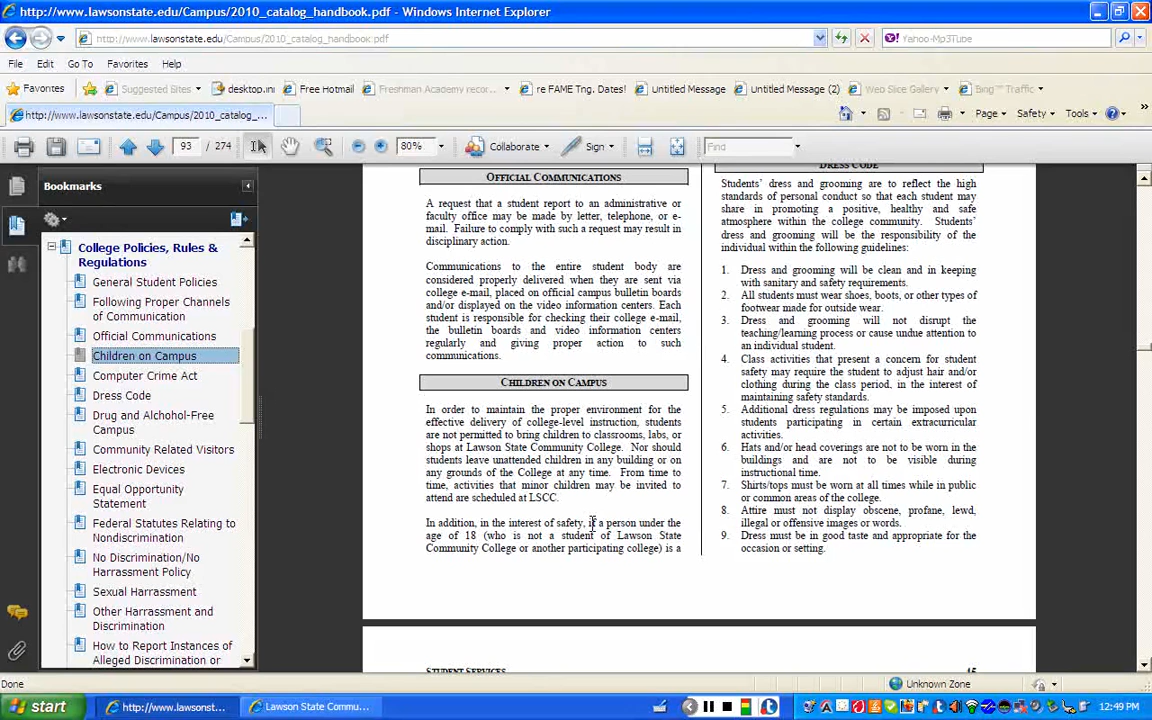 http://www.lawsonstate.edu/Campus/2010_catalog_handbook.pdf - Windows Internet Explorer
http://www.lawsonstate.edu/Campus/2010_catalog_handbook.pdf
Yahoo-Mp3Tube
File Edit Go To Favorites Help
Favorites Suggested Sites desktop.ini Free Hotmail Freshman Academy recor... re FAME Tng. Dates! Untitled Message Untitled Message (2) Web Slice Gallery Bing™ Traffic
http://www.lawsonstate.edu/Campus/2010_catalog_...
Page Safety Tools
93 / 274 80% Collaborate Sign Find
Bookmarks
College Policies, Rules &
Regulations
General Student Policies
Following Proper Channels
of Communication
Official Communications
Children on Campus
Computer Crime Act
Dress Code
Drug and Alchohol-Free
Campus
Community Related Visitors
Electronic Devices
Equal Opportunity
Statement
Federal Statutes Relating to
Nondiscrimination
No Discrimination/No
Harrassment Policy
Sexual Harrassment
Other Harrassment and
Discrimination
How to Report Instances of
Alleged Discrimination or
OFFICIAL COMMUNICATIONS
A request that a student report to an administrative or
faculty office may be made by letter, telephone, or e-
mail. Failure to comply with such a request may result in
disciplinary action.
Communications to the entire student body are
considered properly delivered when they are sent via
college e-mail, placed on official campus bulletin boards
and/or displayed on the video information centers. Each
student is responsible for checking their college e-mail,
the bulletin boards and video information centers
regularly and giving proper action to such
communications.
CHILDREN ON CAMPUS
In order to maintain the proper environment for the
effective delivery of college-level instruction, students
are not permitted to bring children to classrooms, labs, or
shops at Lawson State Community College. Nor should
students leave unattended children in any building or on
any grounds of the College at any time. From time to
time, activities that minor children may be invited to
attend are scheduled at LSCC.
In addition, in the interest of safety, if a person under the
age of 18 (who is not a student of Lawson State
Community College or another participating college) is a
DRESS CODE
Students' dress and grooming are to reflect the high
standards of personal conduct so that each student may
share in promoting a positive, healthy and safe
atmosphere within the college community. Students'
dress and grooming will be the responsibility of the
individual within the following guidelines:
1. Dress and grooming will be clean and in keeping
with sanitary and safety requirements.
2. All students must wear shoes, boots, or other types of
footwear made for outside wear.
3. Dress and grooming will not disrupt the
teaching/learning process or cause undue attention to
an individual student.
4. Class activities that present a concern for student
safety may require the student to adjust hair and/or
clothing during the class period, in the interest of
maintaining safety standards.
5. Additional dress regulations may be imposed upon
students participating in certain extracurricular
activities.
6. Hats and/or head coverings are not to be worn in the
buildings and are not to be visible during
instructional time.
7. Shirts/tops must be worn at all times while in public
or common areas of the college.
8. Attire must not display obscene, profane, lewd,
illegal or offensive images or words.
9. Dress must be in good taste and appropriate for the
occasion or setting.
STUDENT SERVICES 45
Done Unknown Zone
start http://www.lawsonst... Lawson State Commu... 12:49 PM